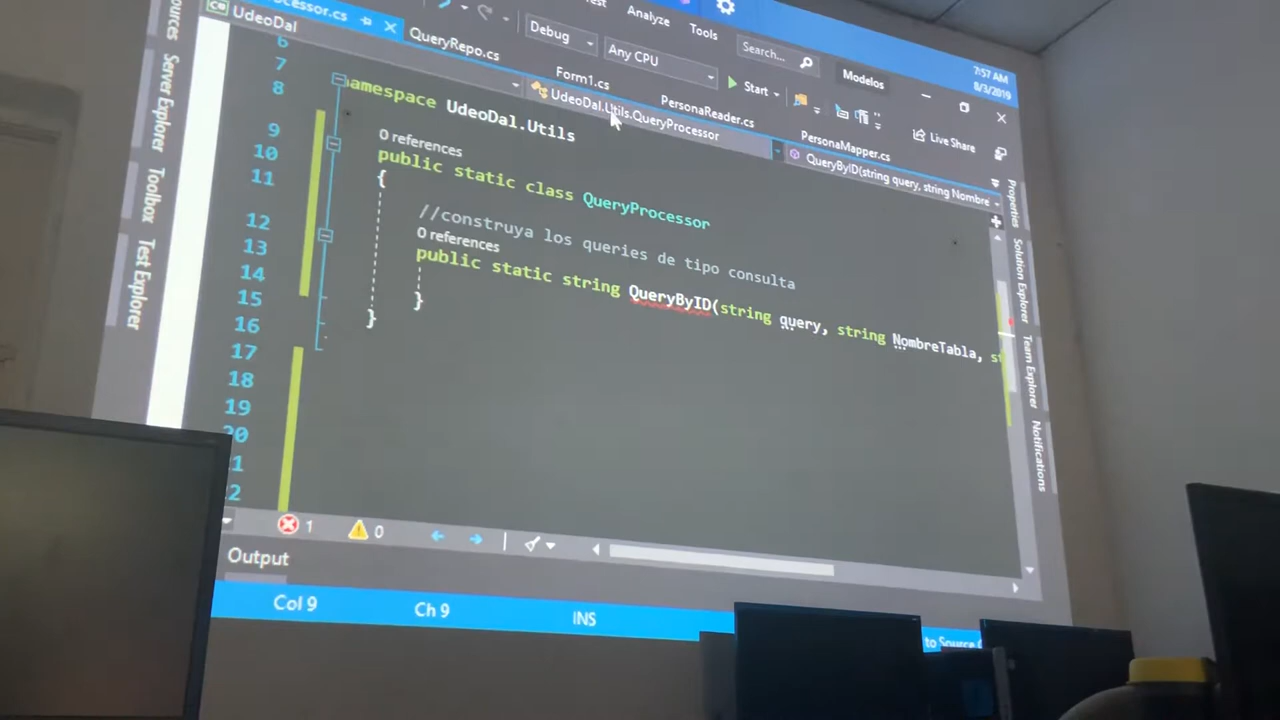 Analyze
Tools
Search...
Modelos
7:57 AM
8/3/2019
Debug
Any CPU
Start
Live Share
QueryRepo.cs
Form1.cs
PersonaReader.cs
PersonaMapper.cs
UdeoDal
UdeoDal.Utils.QueryProcessor
QueryByID(string query, string Nombre
Server Explorer
Toolbox
Test Explorer
Properties
Solution Explorer
Team Explorer
Notifications
6
7
8
namespace UdeoDal.Utils
9
0 references
10
public static class QueryProcessor
11
{
//construya los queries de tipo consulta
12
0 references
13
public static string QueryByID(string query, string NombreTabla, st
14
}
15
}
16
17
18
19
20
1
0
Output
Col 9
Ch 9
INS
to Source